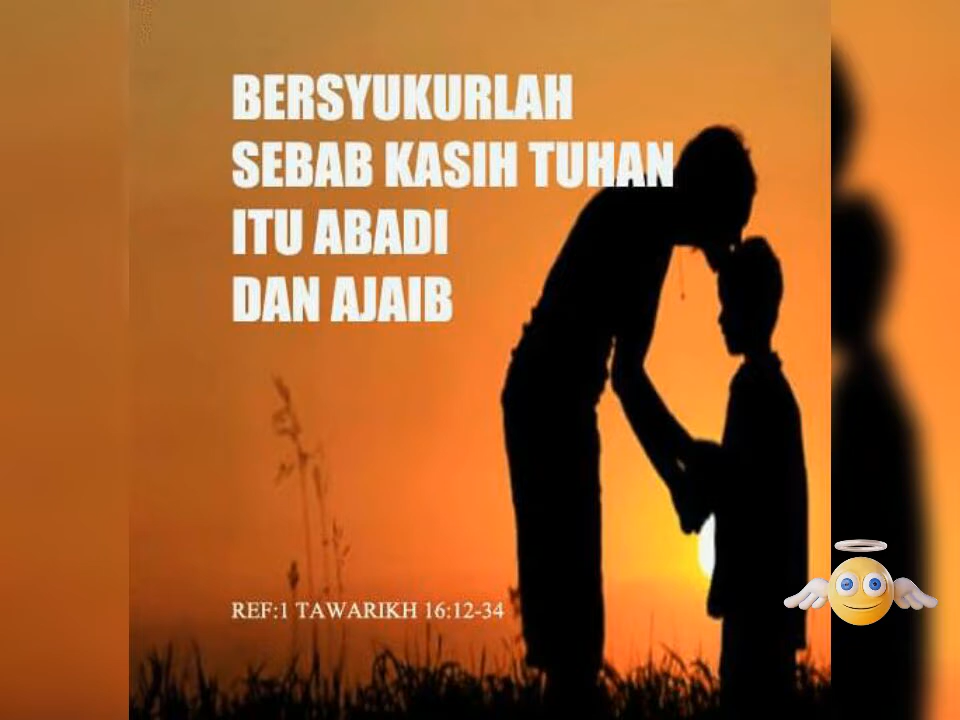 BERSYUKURLAH
SEBAB KASIH TUHAN
ITU ABADI
DAN AJAIB
REF:1 TAWARIKH 16:12-34